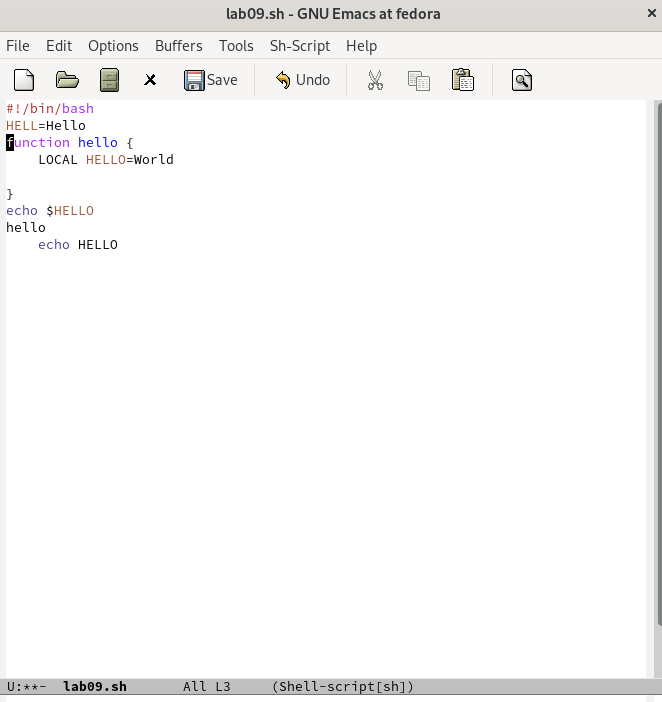 lab09.sh - GNU Emacs at fedora
File Edit Options Buffers Tools Sh-Script Help
Save Undo
#!/bin/bash
HELL=Hello
function hello {
    LOCAL HELLO=World
}
echo $HELLO
hello
    echo HELLO
U:**-  lab09.sh       All L3     (Shell-script[sh])